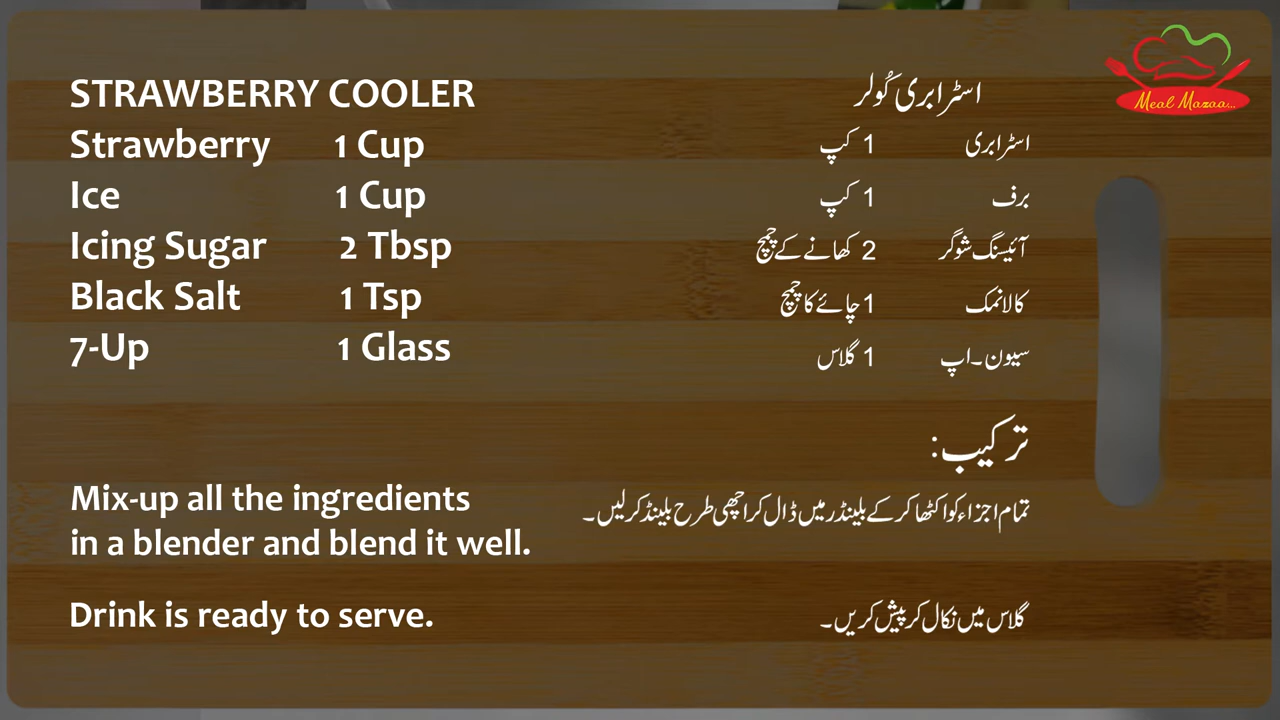 STRAWBERRY COOLER
Strawberry 1 Cup
Ice 1 Cup
Icing Sugar 2 Tbsp
Black Salt 1 Tsp
7-Up 1 Glass
Mix-up all the ingredients
in a blender and blend it well.
Drink is ready to serve.
Meal Mazaa...
اسٹرابری کُولر
اسٹرابری 1 کپ
برف 1 کپ
آئیسنگ شوگر 2 کھانے کے چمچ
کالا نمک 1 چائے کا چمچ
سیون۔اپ 1 گلاس
ترکیب:
تمام اجزاء کو اکٹھا کر کے بلینڈر میں ڈال کر اچھی طرح بلینڈ کر لیں۔
گلاس میں نکال کر پیش کریں۔